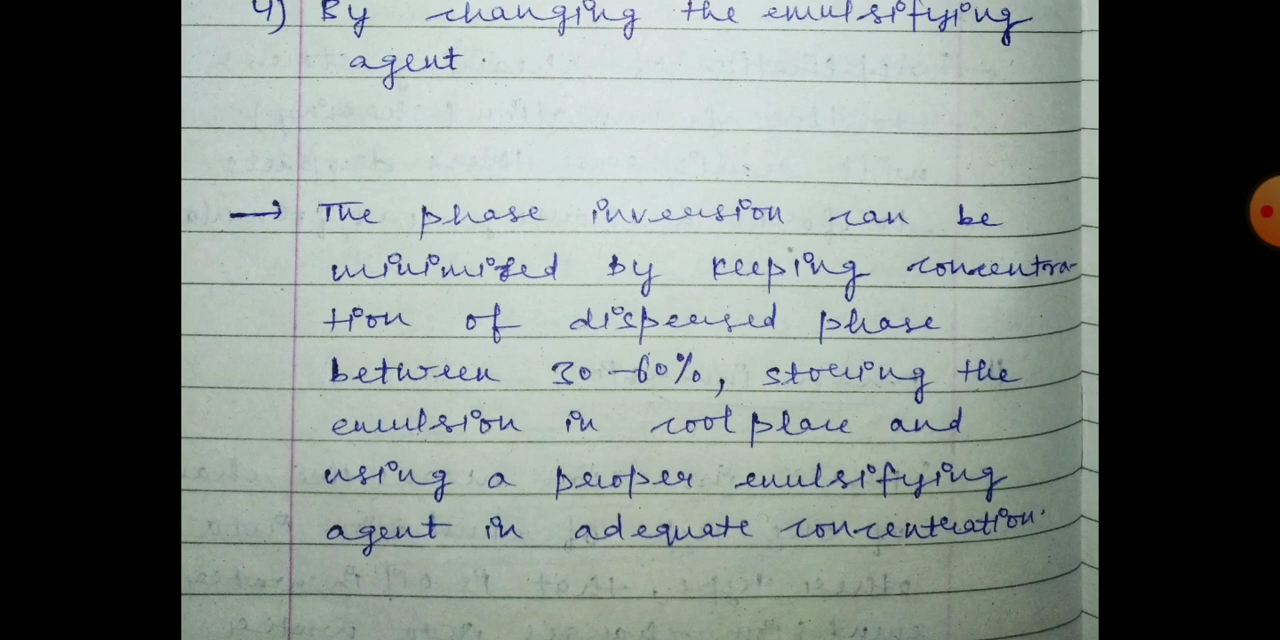 4) By changing the emulsifying
agent
→ The phase inversion can be
minimized by keeping concentra-
tion of dispersed phase
between 30-60%, storing the
emulsion in cool place and
using a proper emulsifying
agent in adequate concentration.